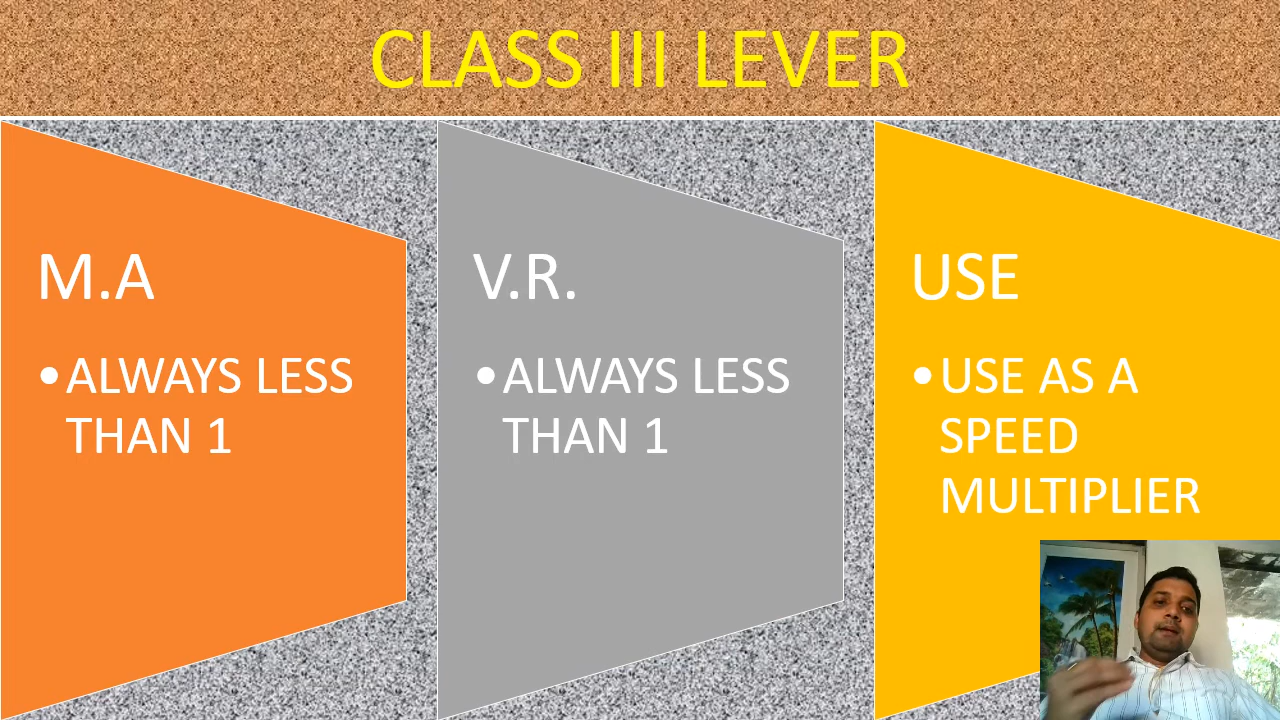 CLASS III LEVER
M.A
•ALWAYS LESS
THAN 1
V.R.
•ALWAYS LESS
THAN 1
USE
•USE AS A
SPEED
MULTIPLIER